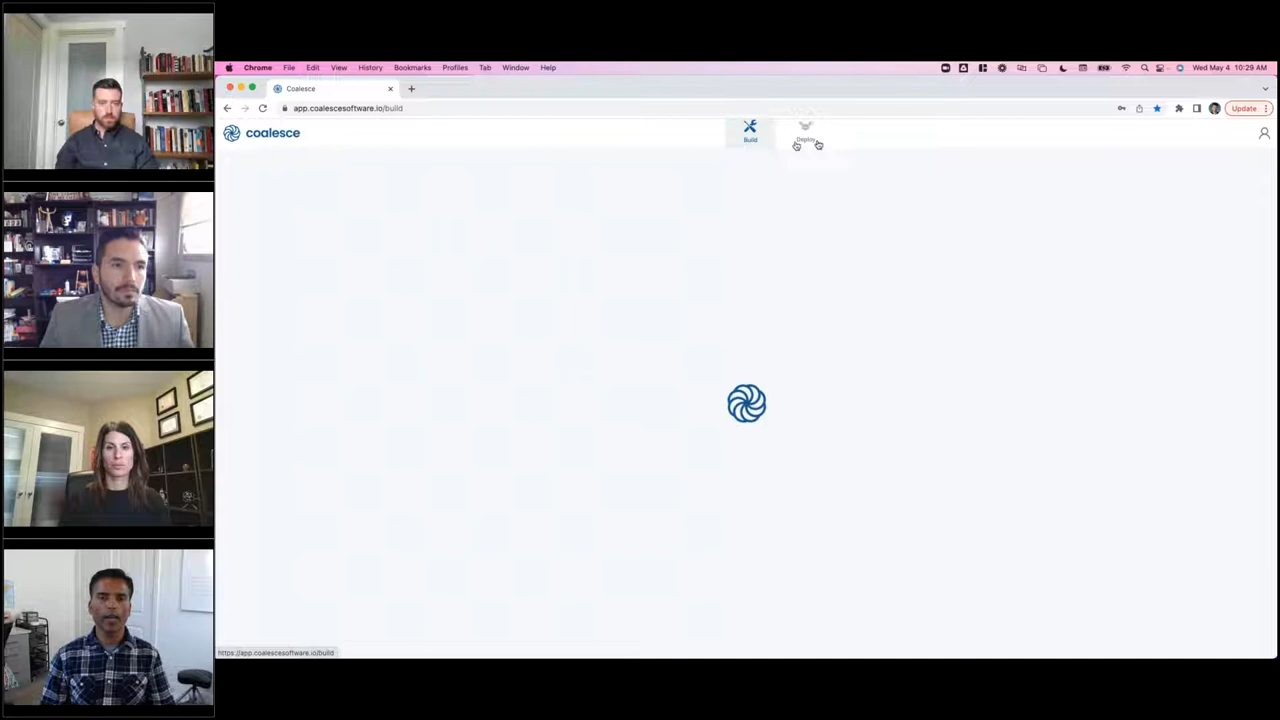 Chrome File Edit View History Bookmarks Profiles Tab Window Help
Wed May 4 10:29 AM
Coalesce
app.coalescesoftware.io/build
Update
coalesce
Build
Deploy
https://app.coalescesoftware.io/build